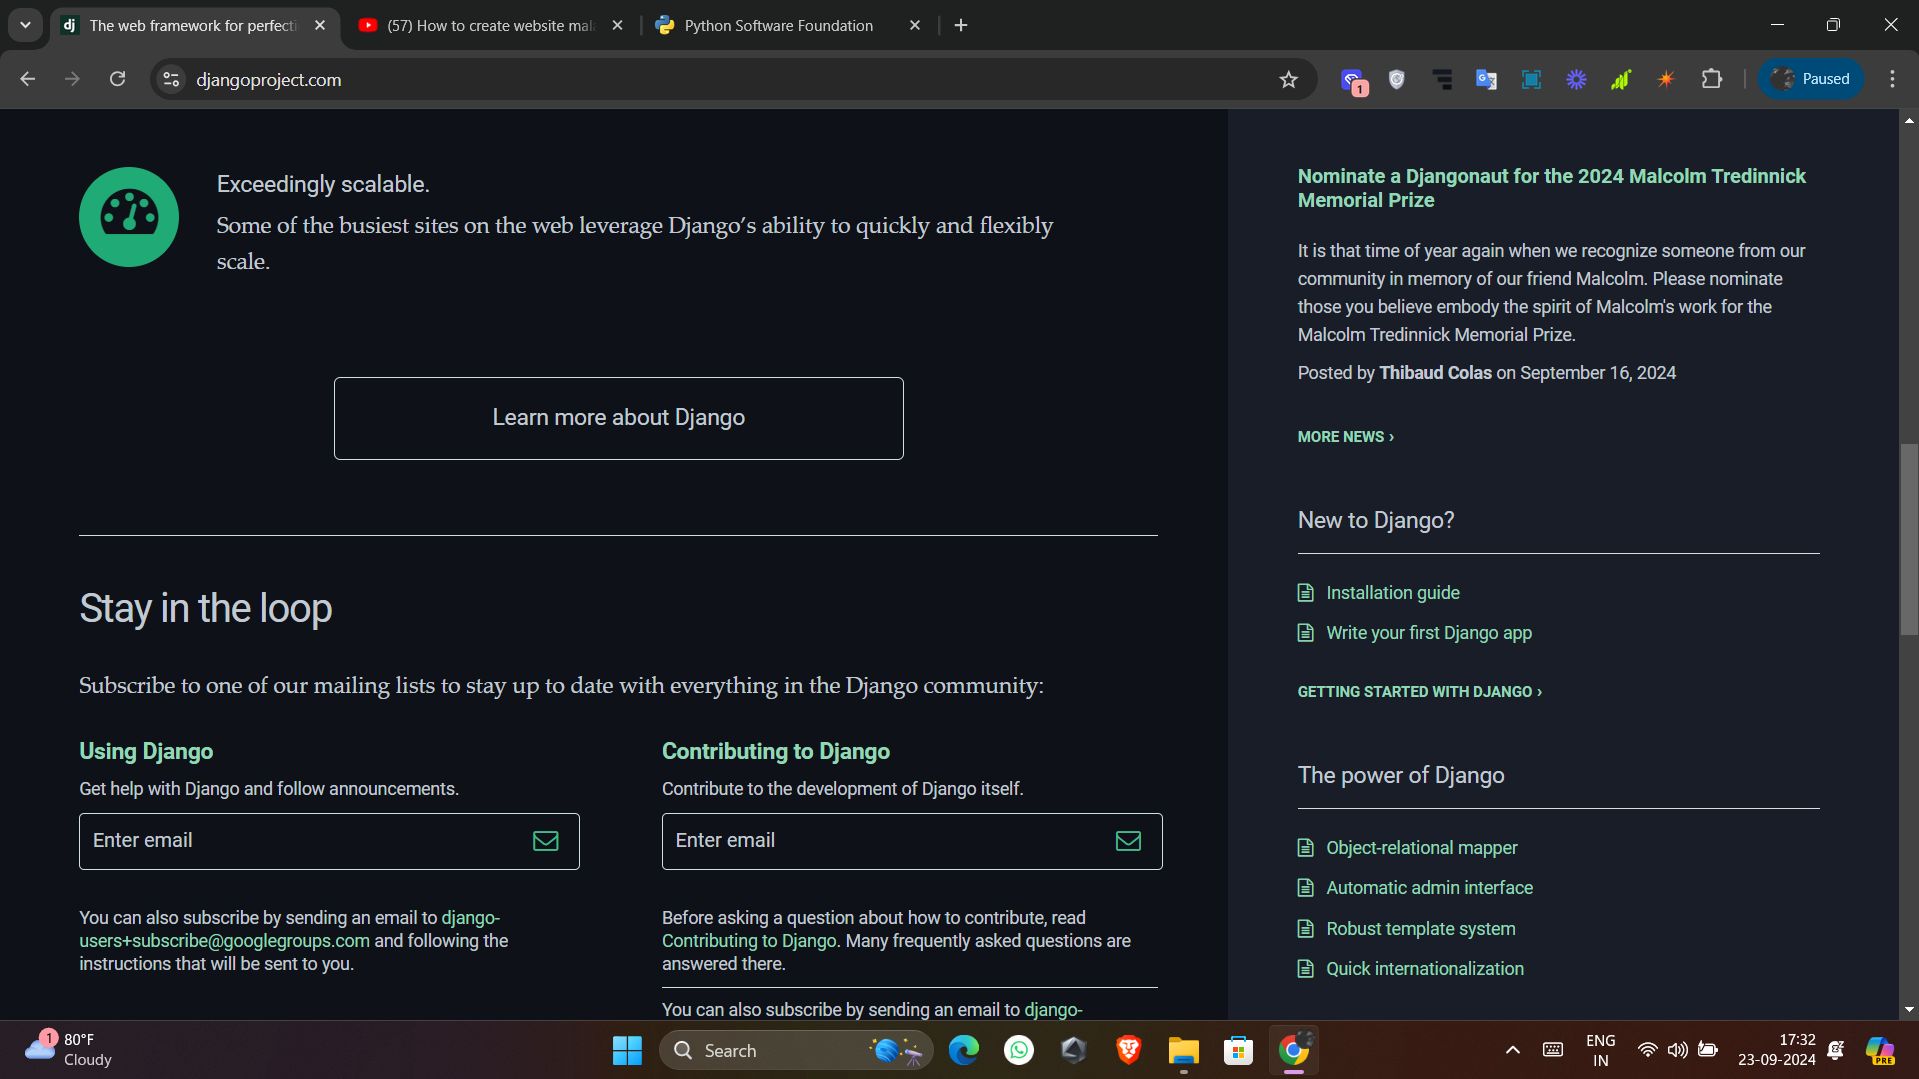 dj The web framework for perfecti
(57) How to create website mala
Python Software Foundation
djangoproject.com
1
Paused
Exceedingly scalable.
Some of the busiest sites on the web leverage Django’s ability to quickly and flexibly
scale.
Learn more about Django
Stay in the loop
Subscribe to one of our mailing lists to stay up to date with everything in the Django community:
Using Django
Get help with Django and follow announcements.
Enter email
You can also subscribe by sending an email to django-
users+subscribe@googlegroups.com and following the
instructions that will be sent to you.
Contributing to Django
Contribute to the development of Django itself.
Enter email
Before asking a question about how to contribute, read
Contributing to Django. Many frequently asked questions are
answered there.
You can also subscribe by sending an email to django-
Nominate a Djangonaut for the 2024 Malcolm Tredinnick
Memorial Prize
It is that time of year again when we recognize someone from our
community in memory of our friend Malcolm. Please nominate
those you believe embody the spirit of Malcolm's work for the
Malcolm Tredinnick Memorial Prize.
Posted by Thibaud Colas on September 16, 2024
MORE NEWS ›
New to Django?
Installation guide
Write your first Django app
GETTING STARTED WITH DJANGO ›
The power of Django
Object-relational mapper
Automatic admin interface
Robust template system
Quick internationalization
1
80°F
Cloudy
Search
ENG
IN
17:32
23-09-2024
PRE